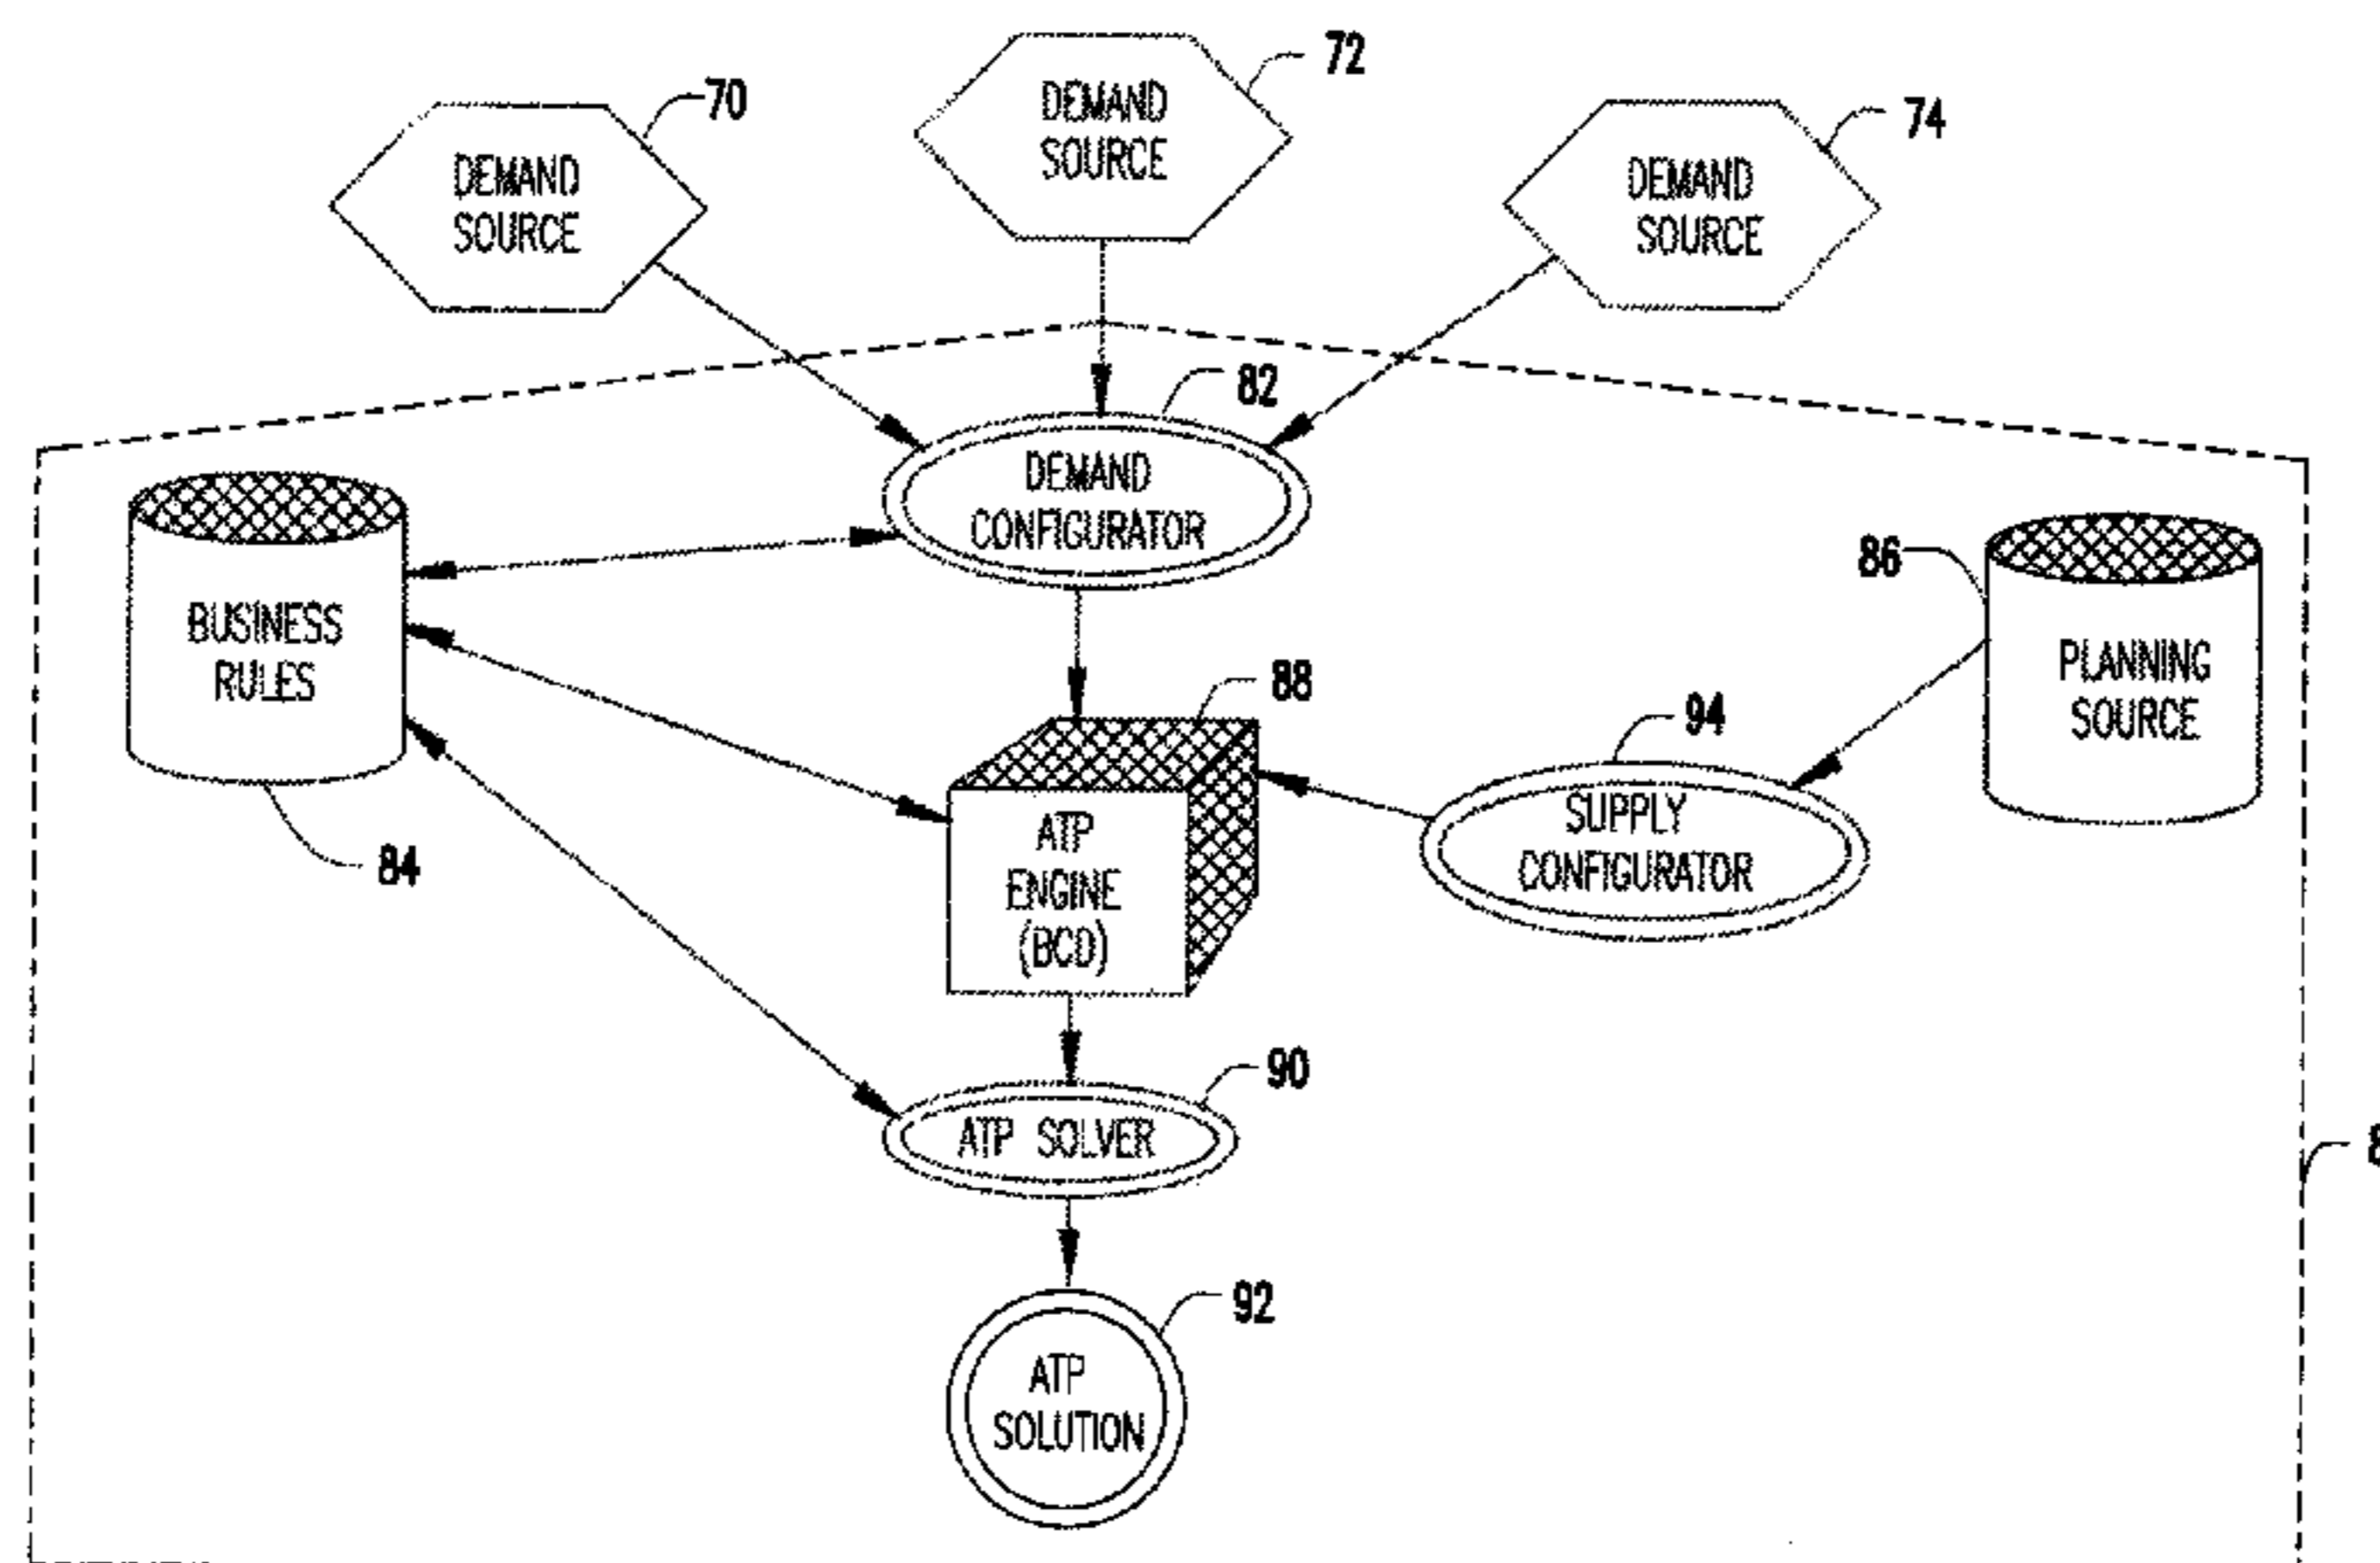 72
DEMAND
SOURCE
70
DEMAND
SOURCE
74
DEMAND
SOURCE
82
DEMAND
CONFIGURATOR
BUSINESS
RULES
84
86
PLANNING
SOURCE
88
ATP
ENGINE
(BCD)
94
SUPPLY
CONFIGURATOR
90
ATP SOLVER
92
ATP
SOLUTION